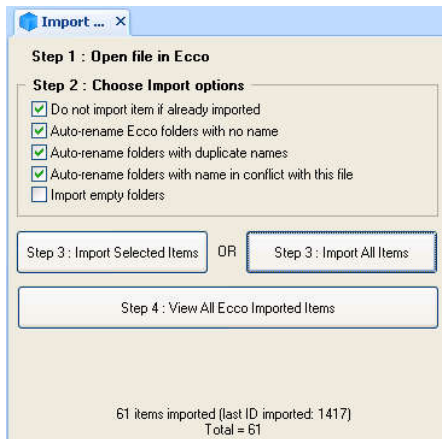 Import ... X
Step 1 : Open file in Ecco
Step 2 : Choose Import options
Do not import item if already imported
Auto-rename Ecco folders with no name
Auto-rename folders with duplicate names
Auto-rename folders with name in conflict with this file
Import empty folders
Step 3 : Import Selected Items OR Step 3 : Import All Items
Step 4 : View All Ecco Imported Items
61 items imported (last ID imported: 1417)
Total = 61